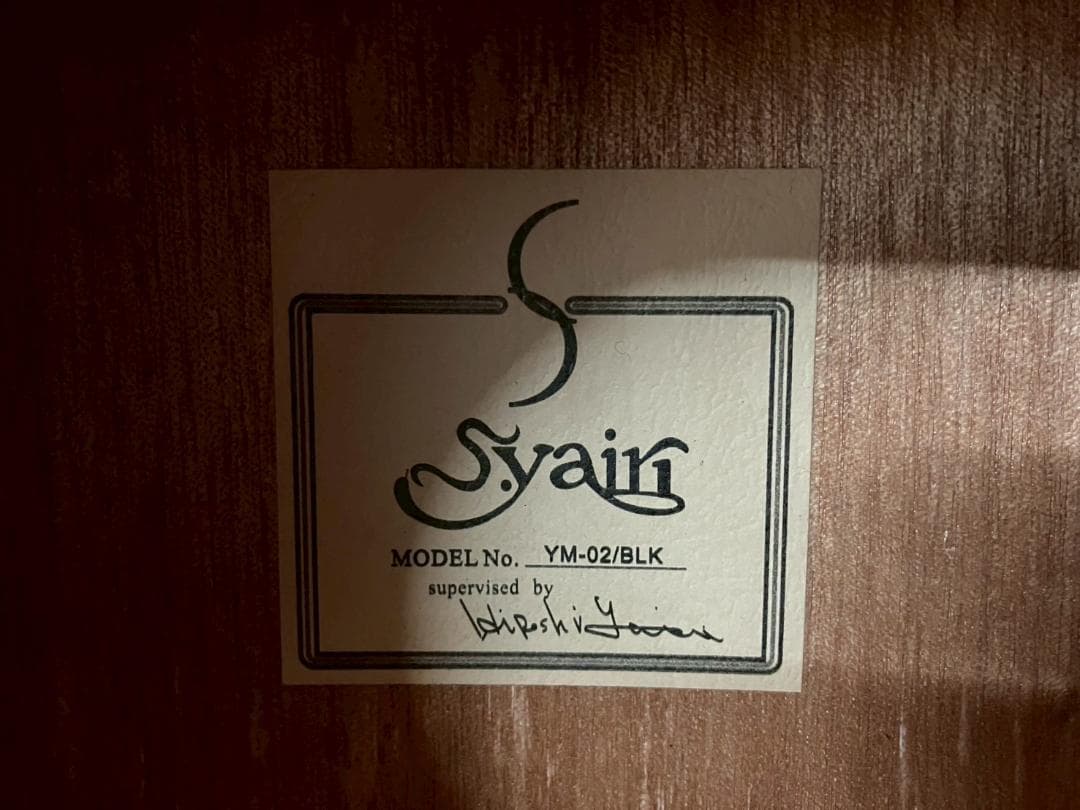 S.yairi
MODEL No. YM-02/BLK
supervised by
Hiroshi Yairi